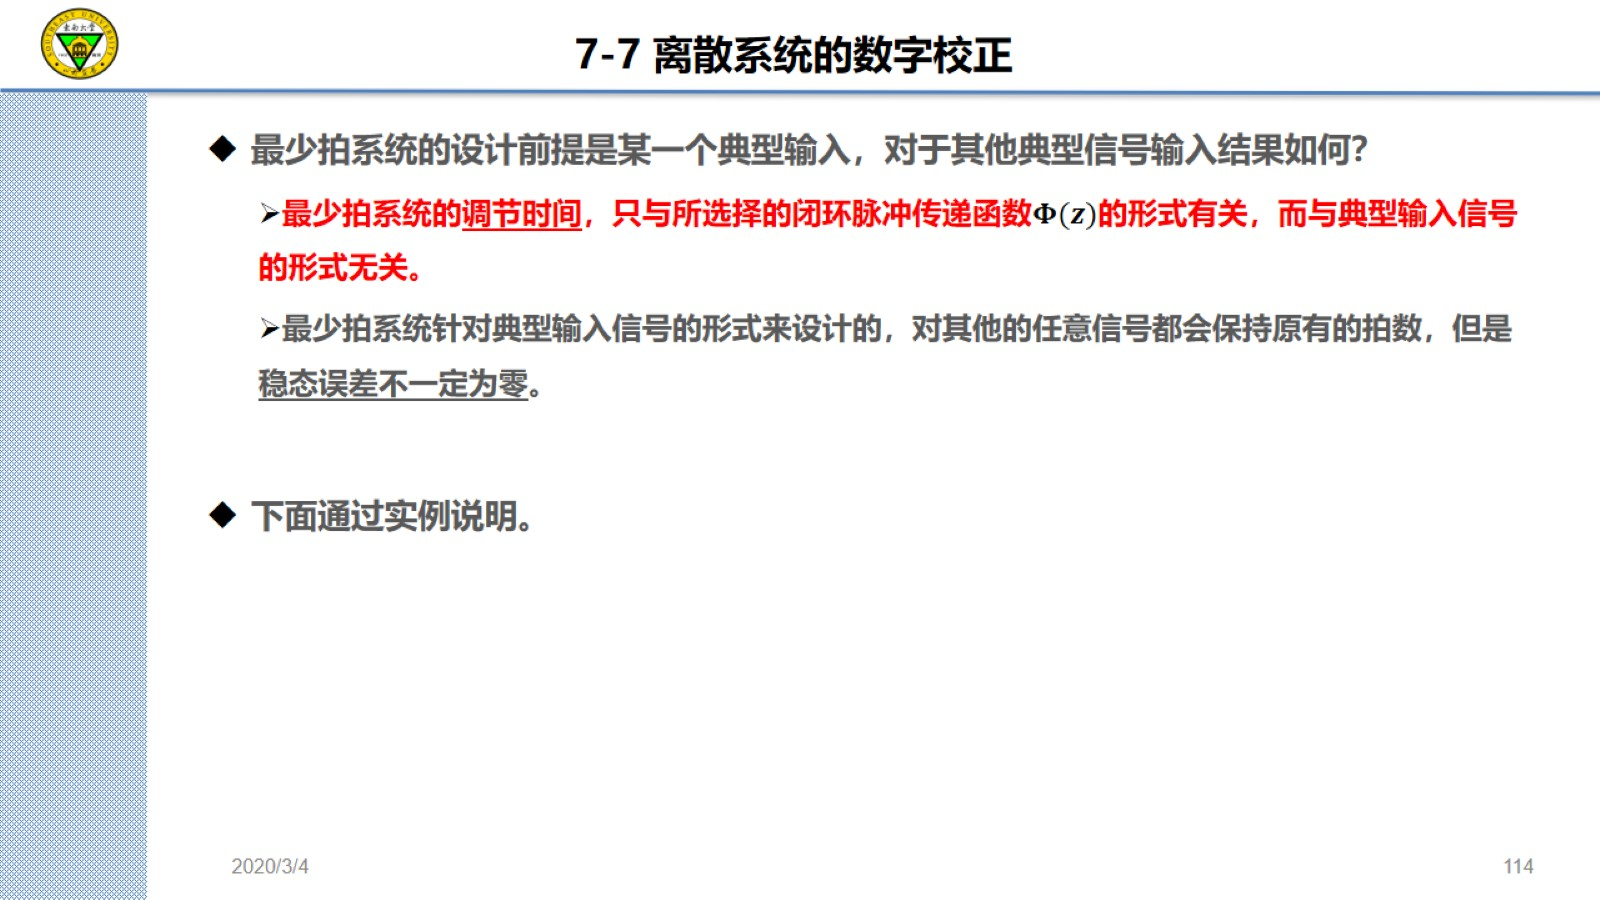 SOUTHEAST UNIVERSITY
7-7 离散系统的数字校正
最少拍系统的设计前提是某一个典型输入，对于其他典型信号输入结果如何？
最少拍系统的调节时间，只与所选择的闭环脉冲传递函数Φ(z)的形式有关，而与典型输入信号
的形式无关。
最少拍系统针对典型输入信号的形式来设计的，对其他的任意信号都会保持原有的拍数，但是
稳态误差不一定为零。
下面通过实例说明。
2020/3/4
114